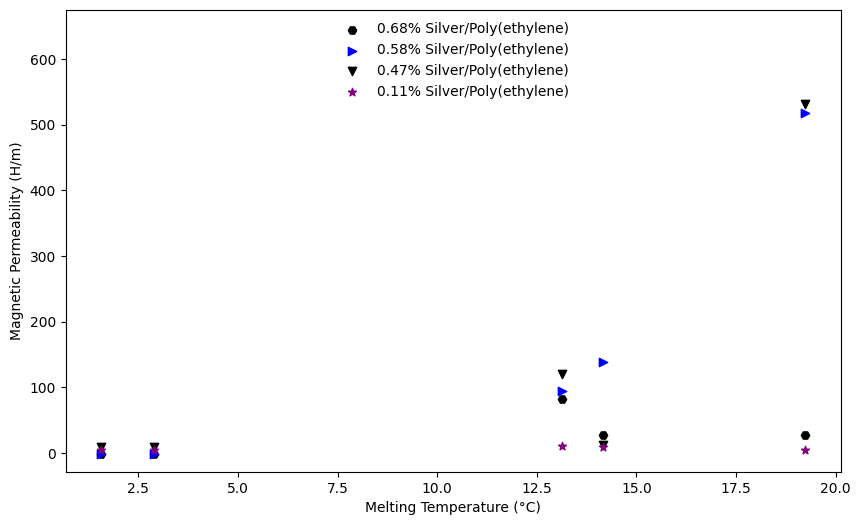 0.68% Silver/Poly(ethylene)
0.58% Silver/Poly(ethylene)
0.47% Silver/Poly(ethylene)
0.11% Silver/Poly(ethylene)
Magnetic Permeability (H/m)
600
500
400
300
200
100
0
2.5 5.0 7.5 10.0 12.5 15.0 17.5 20.0
Melting Temperature (°C)